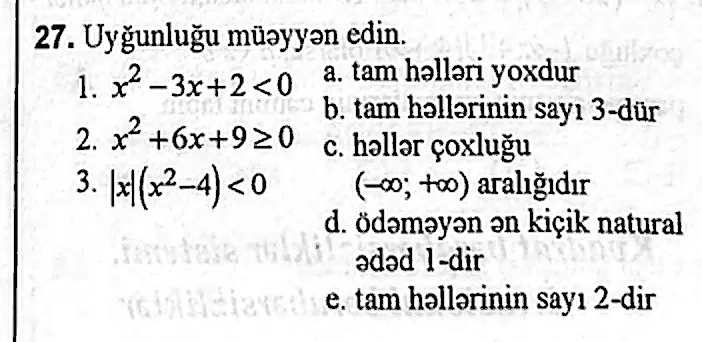 27. Uyğunluğu müəyyən edin.
1. x² – 3x + 2 < 0
2. x² + 6x + 9 ≥ 0
3. |x|(x² – 4) < 0
a. tam həlləri yoxdur
b. tam həllərinin sayı 3-dür
c. həllər çoxluğu
(–∞; +∞) aralığıdır
d. ödəməyən ən kiçik natural
ədəd 1-dir
e. tam həllərinin sayı 2-dir